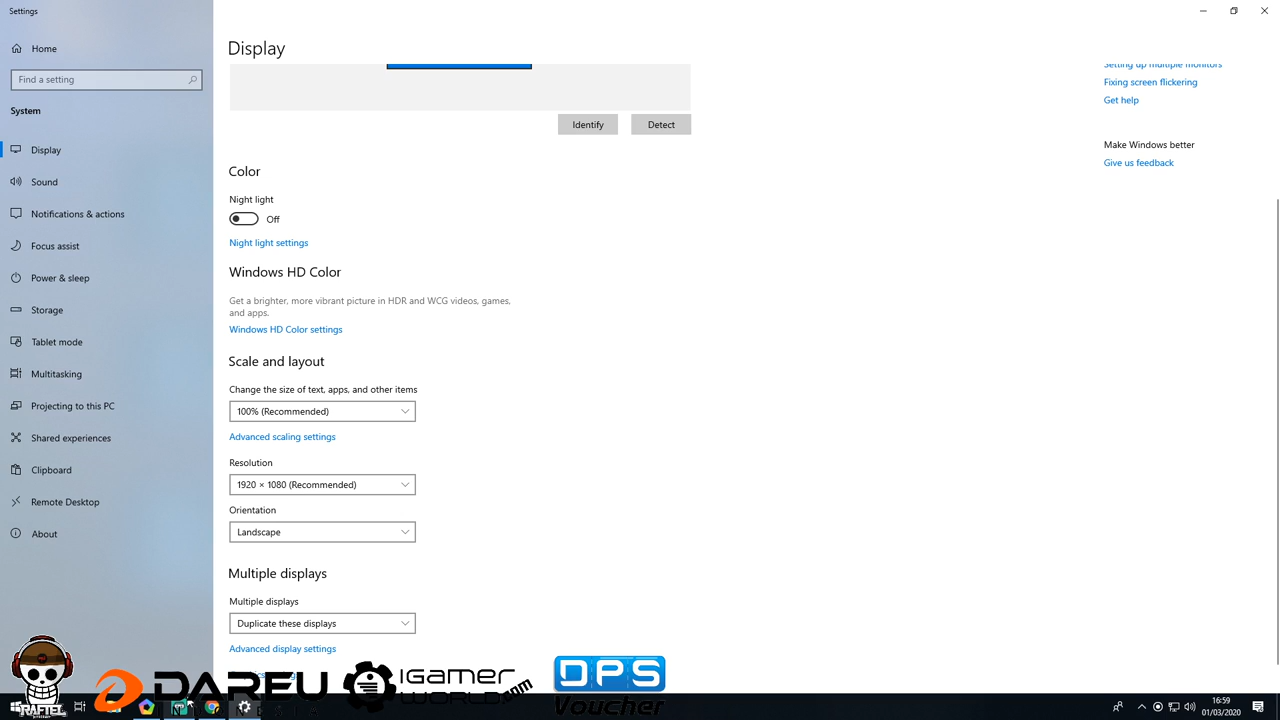 Settings
Home
Find a setting
System
Display
Sound
Notifications & actions
Focus assist
Power & sleep
Storage
Tablet mode
Multitasking
Projecting to this PC
Shared experiences
Clipboard
Remote Desktop
About
Display
Identify
Detect
Color
Night light
Off
Night light settings
Windows HD Color
Get a brighter, more vibrant picture in HDR and WCG videos, games,
and apps.
Windows HD Color settings
Scale and layout
Change the size of text, apps, and other items
100% (Recommended)
Advanced scaling settings
Resolution
1920 × 1080 (Recommended)
Orientation
Landscape
Multiple displays
Multiple displays
Duplicate these displays
Advanced display settings
Setting up multiple monitors
Fixing screen flickering
Get help
Make Windows better
Give us feedback
DAREU
IGAMER
WORLD.com
DPS
Voucher
16:59
01/03/2020